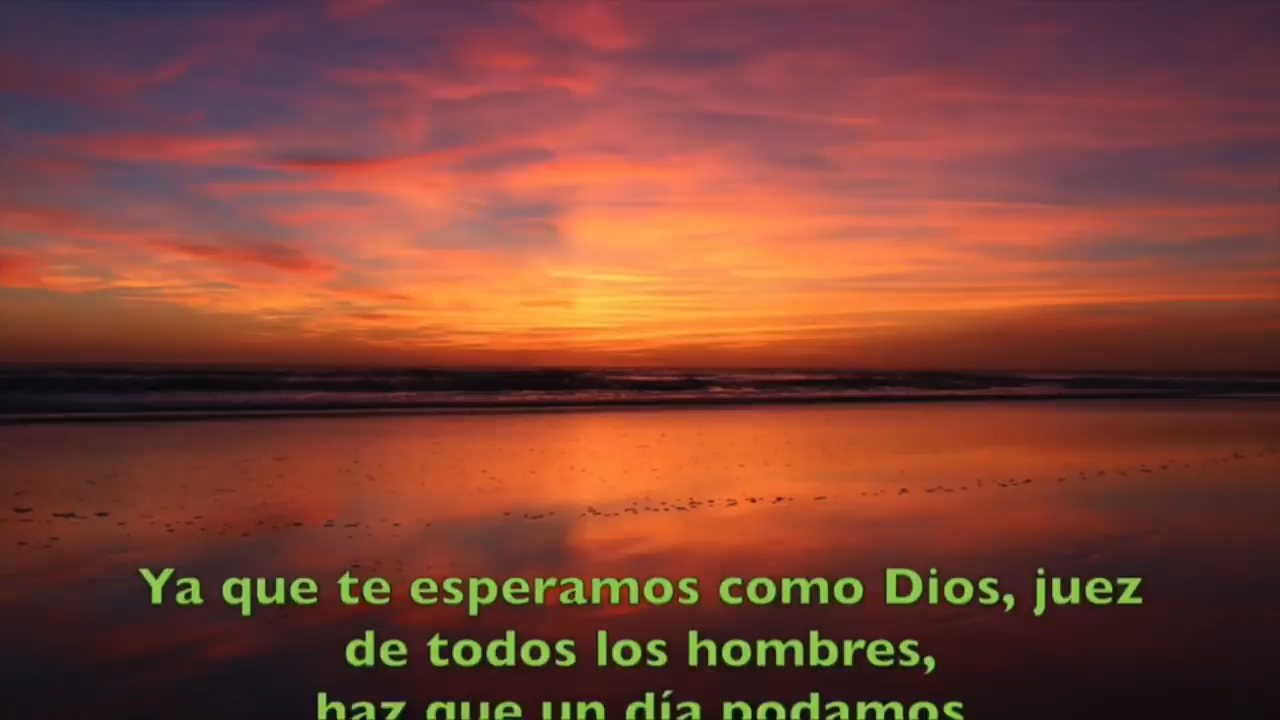 Ya que te esperamos como Dios, juez
de todos los hombres,
haz que un día podamos